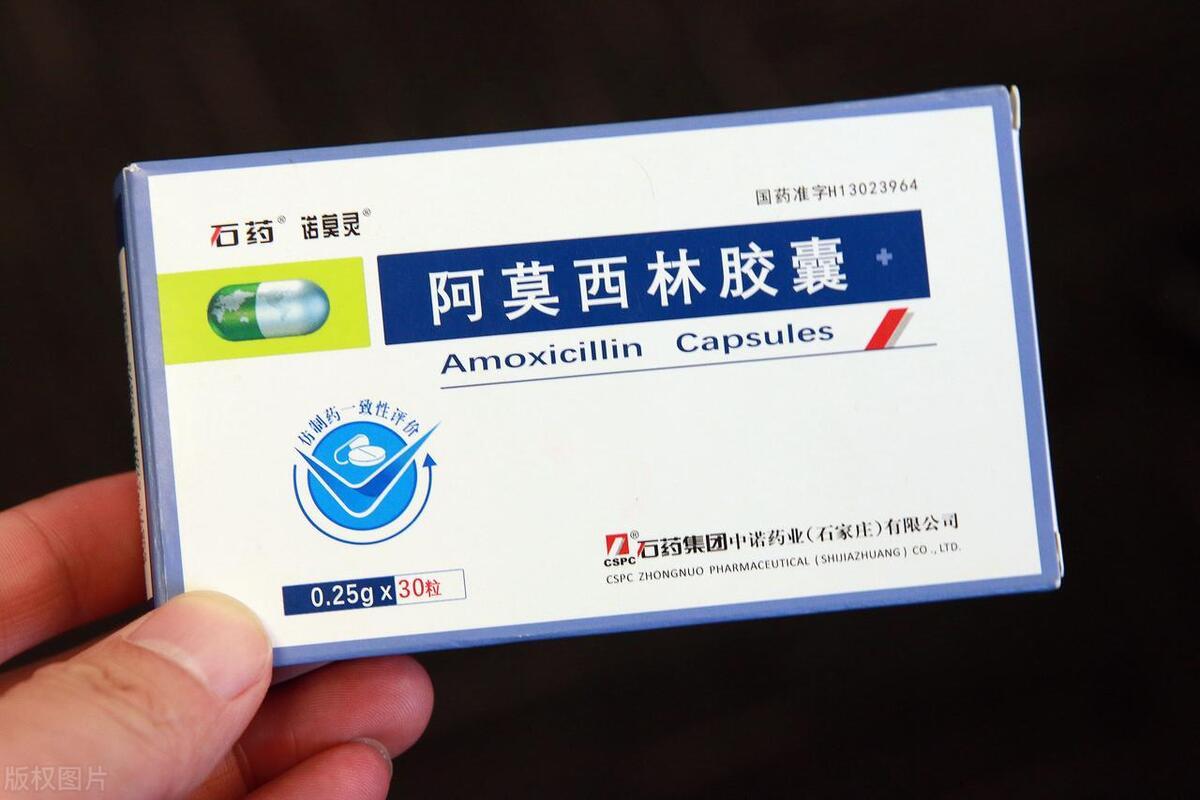 国药准字H13023964
石药® 诺莫灵®
阿莫西林胶囊
Amoxicillin Capsules
仿制药一致性评价
0.25g x 30粒
CSPC® 石药集团中诺药业(石家庄)有限公司
CSPC ZHONGNUO PHARMACEUTICAL (SHIJIAZHUANG) CO.,LTD.
版权图片